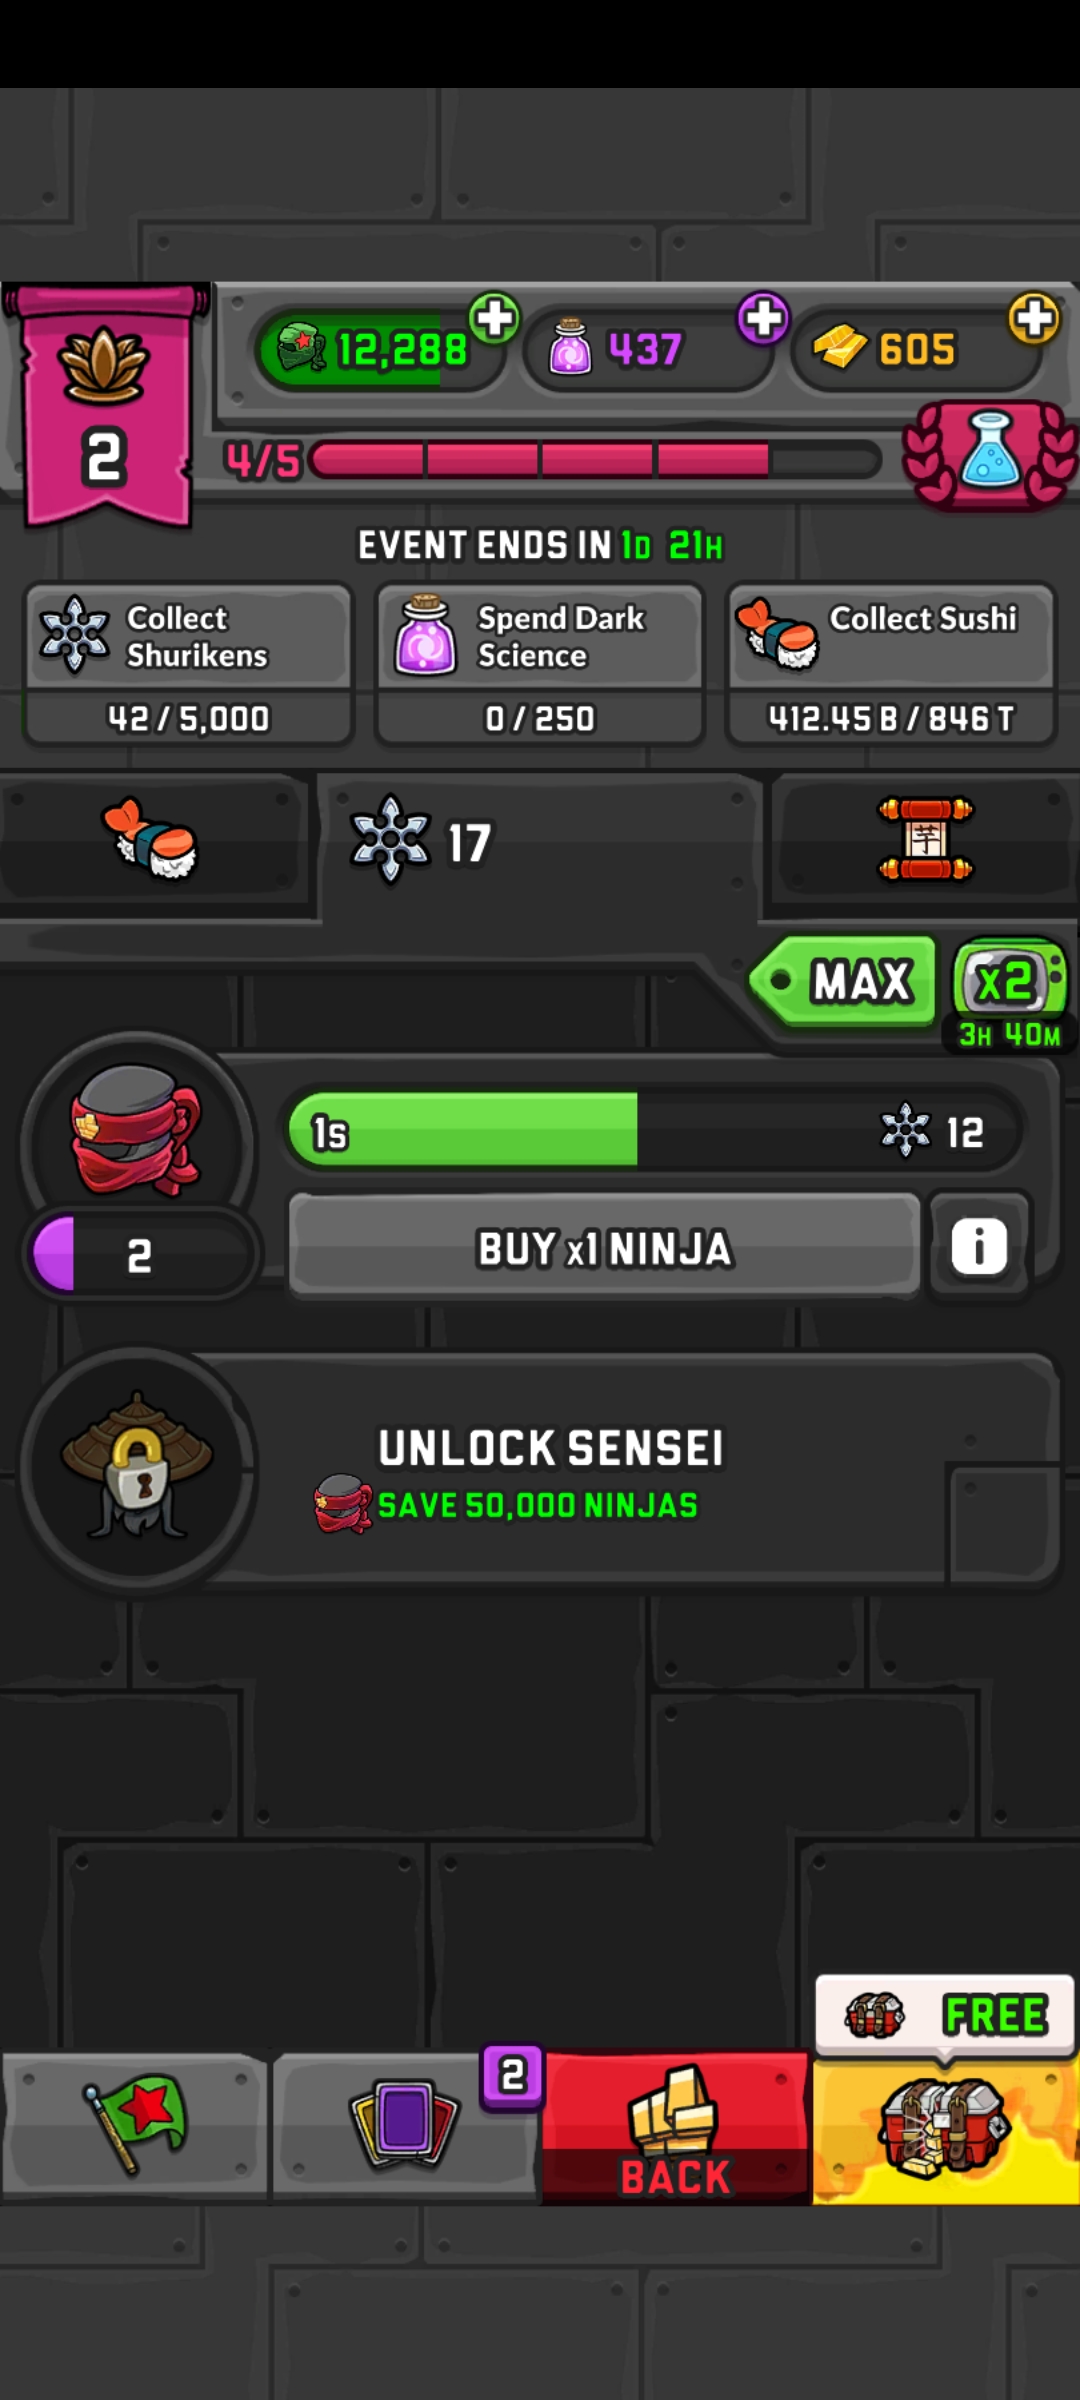 12,288
437
605
2
4/5
EVENT ENDS IN 1D 21H
Collect
Shurikens
42 / 5,000
Spend Dark
Science
0 / 250
Collect Sushi
412.45 B / 846 T
17
芋
MAX
x2
3H 40M
1s
12
2
BUY x1 NINJA
i
UNLOCK SENSEI
SAVE 50,000 NINJAS
FREE
2
BACK